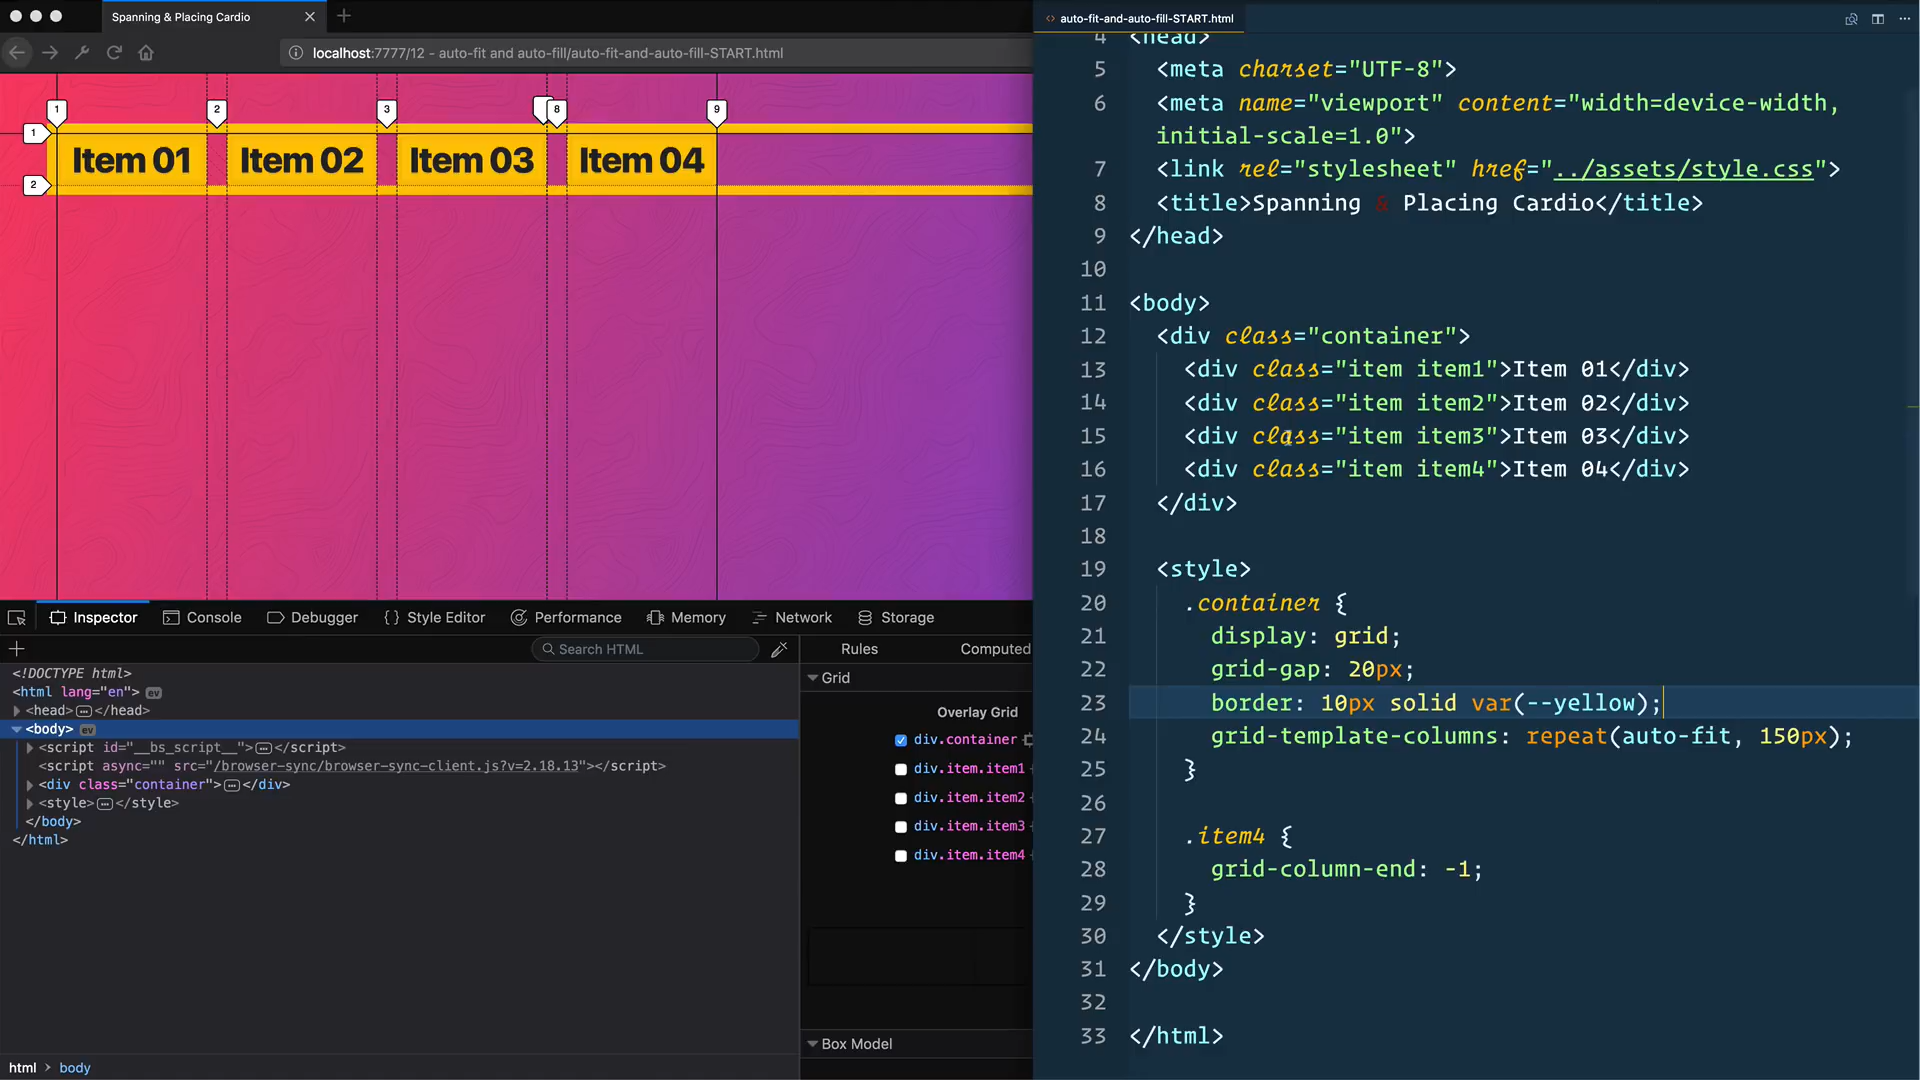 Spanning & Placing Cardio
localhost:7777/12 - auto-fit and auto-fill/auto-fit-and-auto-fill-START.html
1 2 3 8 9
1
Item 01 Item 02 Item 03 Item 04
2
Inspector Console Debugger Style Editor Performance Memory Network Storage
Search HTML
<!DOCTYPE html>
<html lang="en"> ev
<head> </head>
<body> ev
<script id="__bs_script__"> </script>
<script async="" src="/browser-sync/browser-sync-client.js?v=2.18.13"></script>
<div class="container"> </div>
<style> </style>
</body>
</html>
html > body
Rules Computed
Grid
Overlay Grid
div.container
div.item.item1
div.item.item2
div.item.item3
div.item.item4
Box Model
auto-fit-and-auto-fill-START.html
4 <head>
5 <meta charset="UTF-8">
6 <meta name="viewport" content="width=device-width,
initial-scale=1.0">
7 <link rel="stylesheet" href="../assets/style.css">
8 <title>Spanning & Placing Cardio</title>
9 </head>
10
11 <body>
12 <div class="container">
13 <div class="item item1">Item 01</div>
14 <div class="item item2">Item 02</div>
15 <div class="item item3">Item 03</div>
16 <div class="item item4">Item 04</div>
17 </div>
18
19 <style>
20 .container {
21 display: grid;
22 grid-gap: 20px;
23 border: 10px solid var(--yellow);
24 grid-template-columns: repeat(auto-fit, 150px);
25 }
26
27 .item4 {
28 grid-column-end: -1;
29 }
30 </style>
31 </body>
32
33 </html>